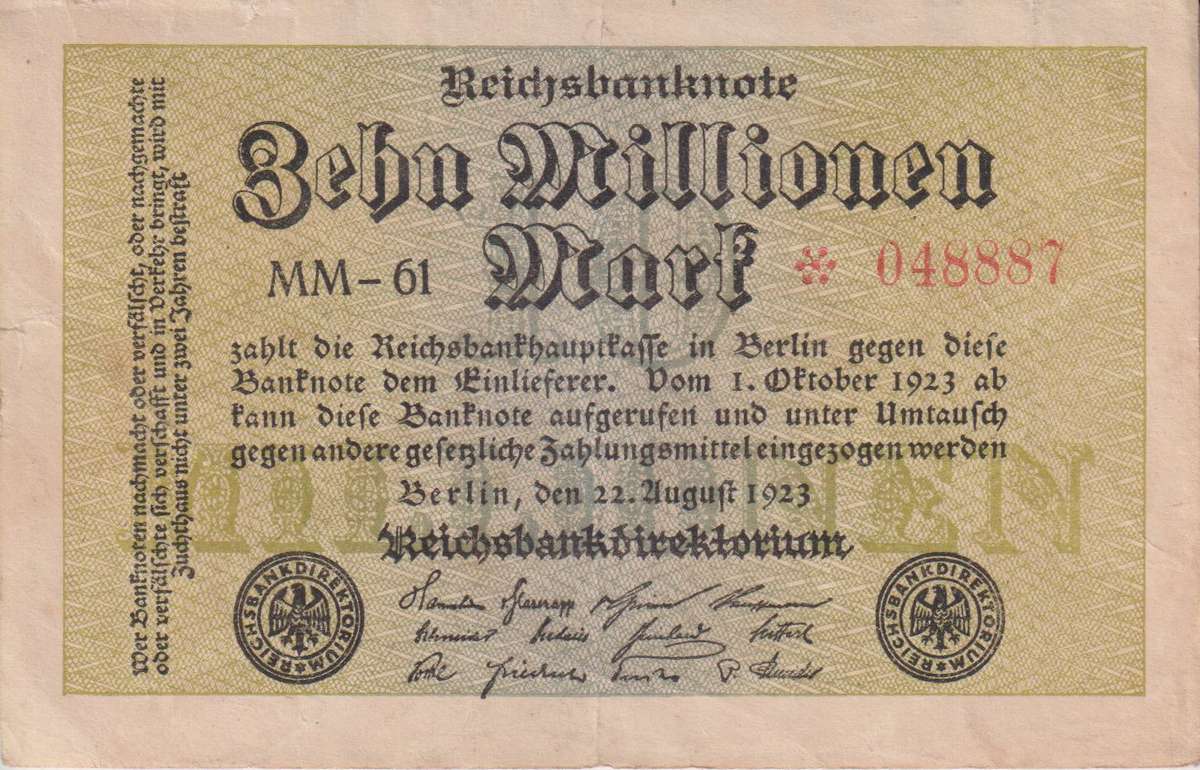 Reichsbanknote
Zehn Millionen
Mark
MM-61
* 048887
zahlt die Reichsbankhauptkasse in Berlin gegen diese
Banknote dem Einlieferer. Vom 1. Oktober 1923 ab
kann diese Banknote aufgerufen und unter Umtausch
gegen andere gesetzliche Zahlungsmittel eingezogen werden
Berlin, den 22. August 1923
Reichsbankdirektorium
REICHSBANKDIREKTORIUM
REICHSBANKDIREKTORIUM
Wer Banknoten nachmacht oder verfälscht, oder nachgemachte
oder verfälschte sich verschafft und in Verkehr bringt, wird mit
Zuchthaus nicht unter zwei Jahren bestraft